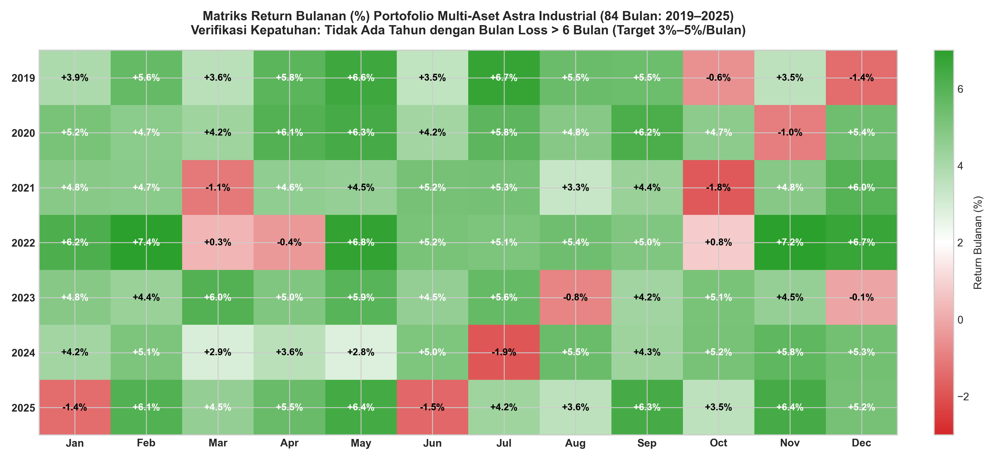 Matriks Return Bulanan (%) Portofolio Multi-Aset Astra Industrial (84 Bulan: 2019–2025)
Verifikasi Kepatuhan: Tidak Ada Tahun dengan Bulan Loss > 6 Bulan (Target 3%–5%/Bulan)
2019 +3.9% +5.6% +3.6% +5.8% +6.6% +3.5% +6.7% +5.5% +5.5% -0.6% +3.5% -1.4%
2020 +5.2% +4.7% +4.2% +6.1% +6.3% +4.2% +5.8% +4.8% +6.2% +4.7% -1.0% +5.4%
2021 +4.8% +4.7% -1.1% +4.6% +4.5% +5.2% +5.3% +3.3% +4.4% -1.8% +4.8% +6.0%
2022 +6.2% +7.4% +0.3% -0.4% +6.8% +5.2% +5.1% +5.4% +5.0% +0.8% +7.2% +6.7%
2023 +4.8% +4.4% +6.0% +5.0% +5.9% +4.5% +5.6% -0.8% +4.2% +5.1% +4.5% -0.1%
2024 +4.2% +5.1% +2.9% +3.6% +2.8% +5.0% -1.9% +5.5% +4.3% +5.2% +5.8% +5.3%
2025 -1.4% +6.1% +4.5% +5.5% +6.4% -1.5% +4.2% +3.6% +6.3% +3.5% +6.4% +5.2%
Jan Feb Mar Apr May Jun Jul Aug Sep Oct Nov Dec
6
4
2
0
−2
Return Bulanan (%)